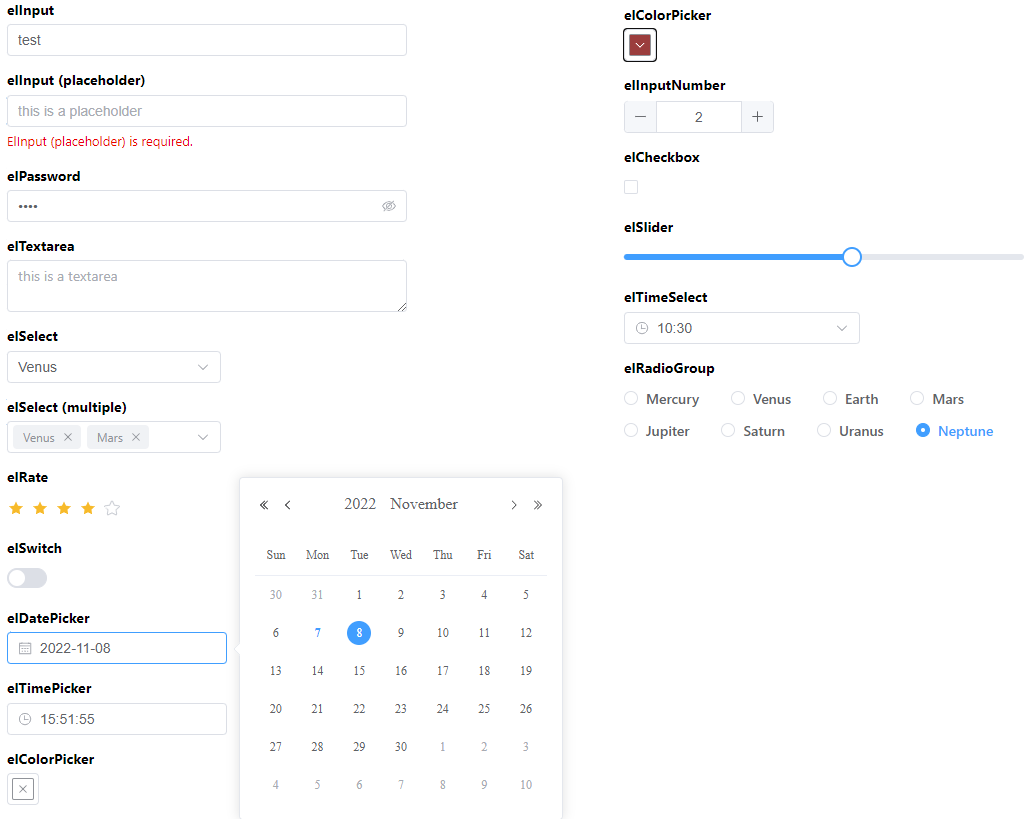 elInput
test
elInput (placeholder)
this is a placeholder
ElInput (placeholder) is required.
elPassword
••••
elTextarea
this is a textarea
elSelect
Venus
elSelect (multiple)
Venus Mars
elRate
elSwitch
elDatePicker
2022-11-08
elTimePicker
15:51:55
elColorPicker
2022 November
Sun Mon Tue Wed Thu Fri Sat
30 31 1 2 3 4 5
6 7 8 9 10 11 12
13 14 15 16 17 18 19
20 21 22 23 24 25 26
27 28 29 30 1 2 3
4 5 6 7 8 9 10
elColorPicker
elInputNumber
2
elCheckbox
elSlider
elTimeSelect
10:30
elRadioGroup
Mercury Venus Earth Mars
Jupiter Saturn Uranus Neptune